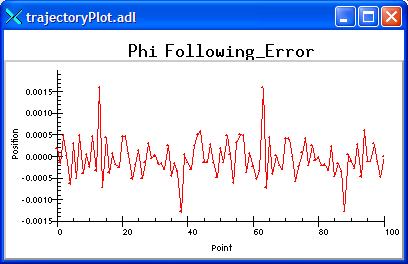 trajectoryPlot.adl
Phi Following_Error
0.0015
0.0010
0.0005
0.0000
-0.0005
-0.0010
-0.0015
Position
0 20 40 60 80 100
Point